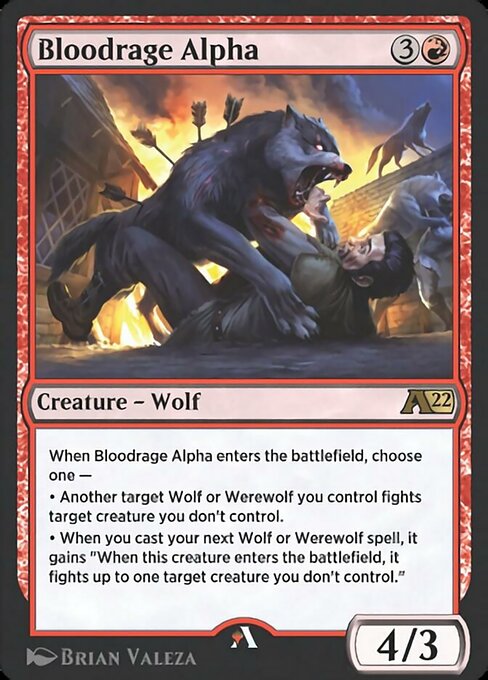 Bloodrage Alpha 3
Creature – Wolf A22
When Bloodrage Alpha enters the battlefield, choose
one —
• Another target Wolf or Werewolf you control fights
target creature you don't control.
• When you cast your next Wolf or Werewolf spell, it
gains "When this creature enters the battlefield, it
fights up to one target creature you don't control."
4/3
Brian Valeza